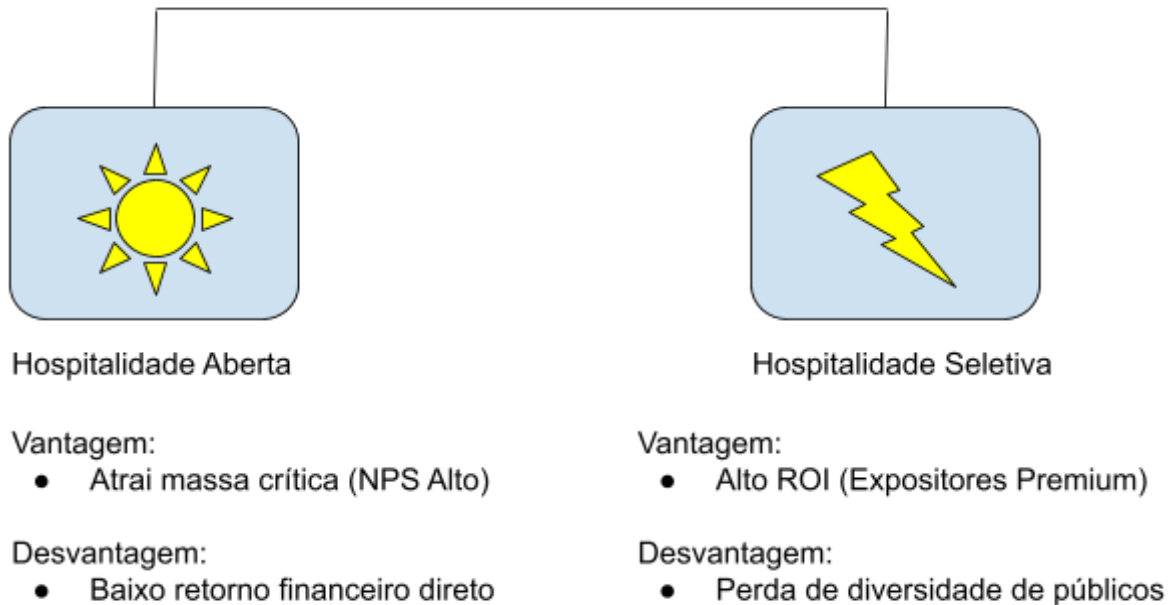 Hospitalidade Aberta
Vantagem:
● Atrai massa crítica (NPS Alto)
Desvantagem:
● Baixo retorno financeiro direto
Hospitalidade Seletiva
Vantagem:
● Alto ROI (Expositores Premium)
Desvantagem:
● Perda de diversidade de públicos